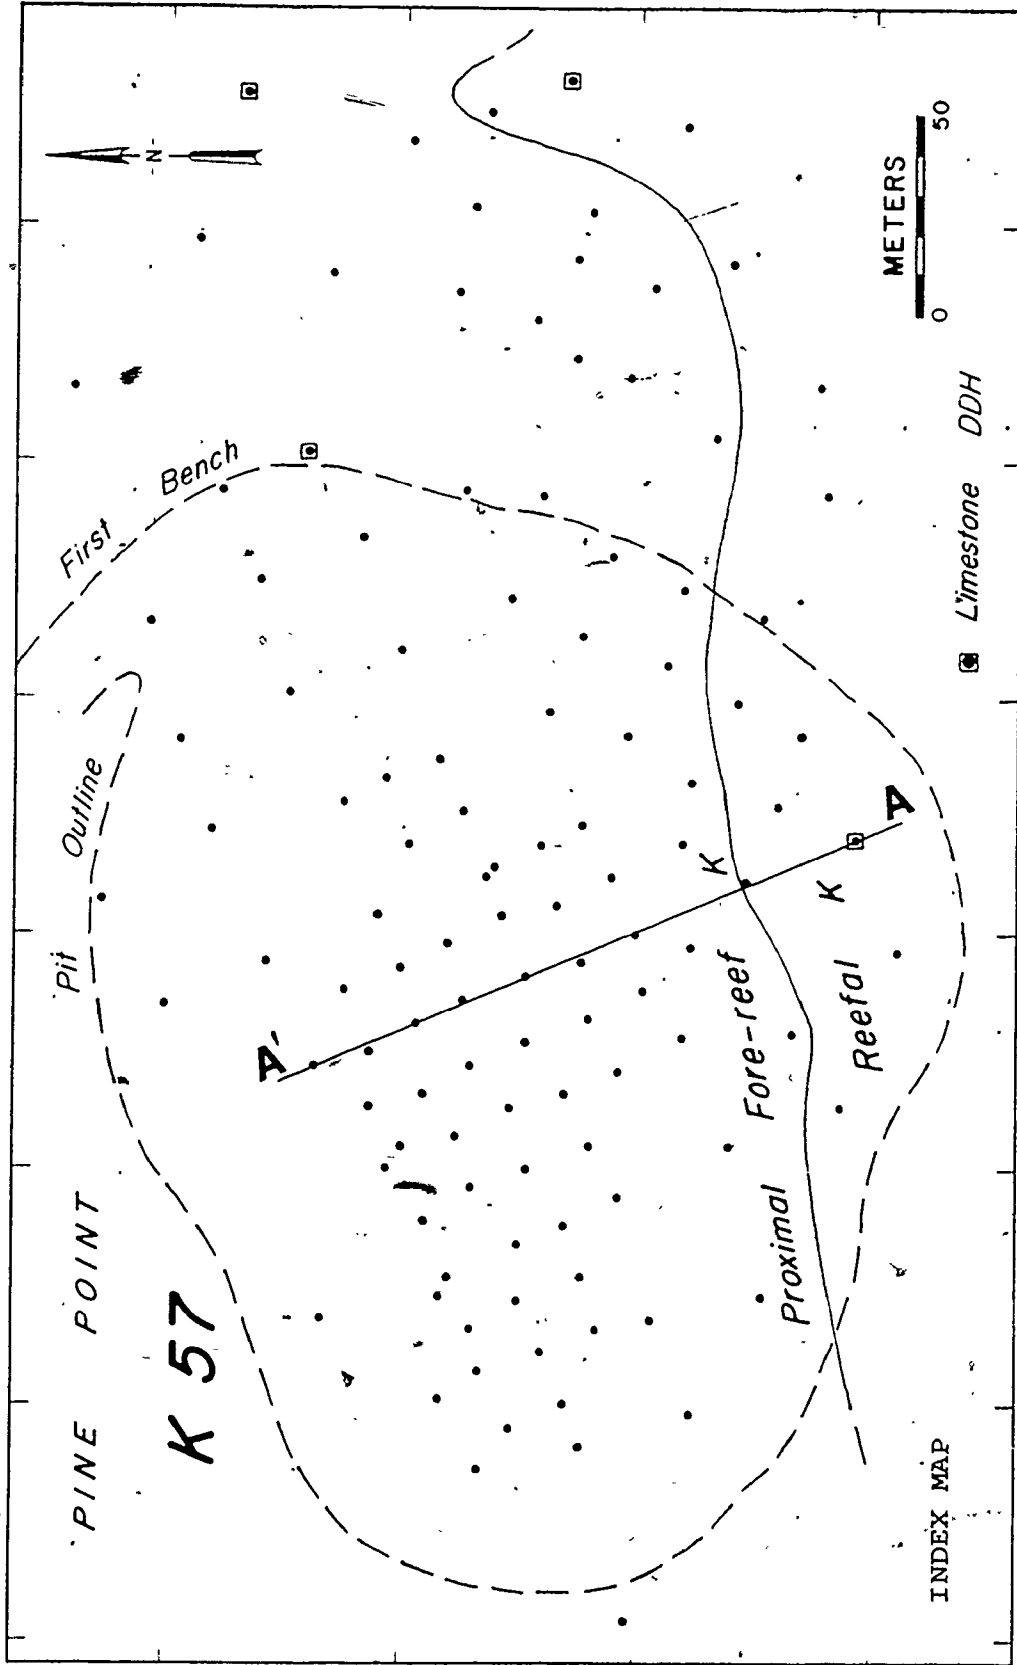 PINE POINT
K 57
Pit Outline
First Bench
N
A'
A
K
K
Proximal Fore-reef
Reefal
METERS
0 50
Limestone DDH
INDEX MAP